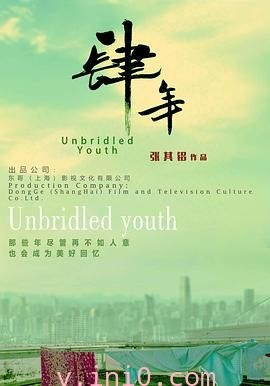 肆年
Unbridled
Youth
张其铭 作品
出品公司：
东哥（上海）影视文化有限公司
Production Company:
DongGe (ShangHai) Film and Television Culture
Co.Ltd:
Unbridled youth
那些年尽管再不如人意
也会成为美好回忆
v.ini0.com